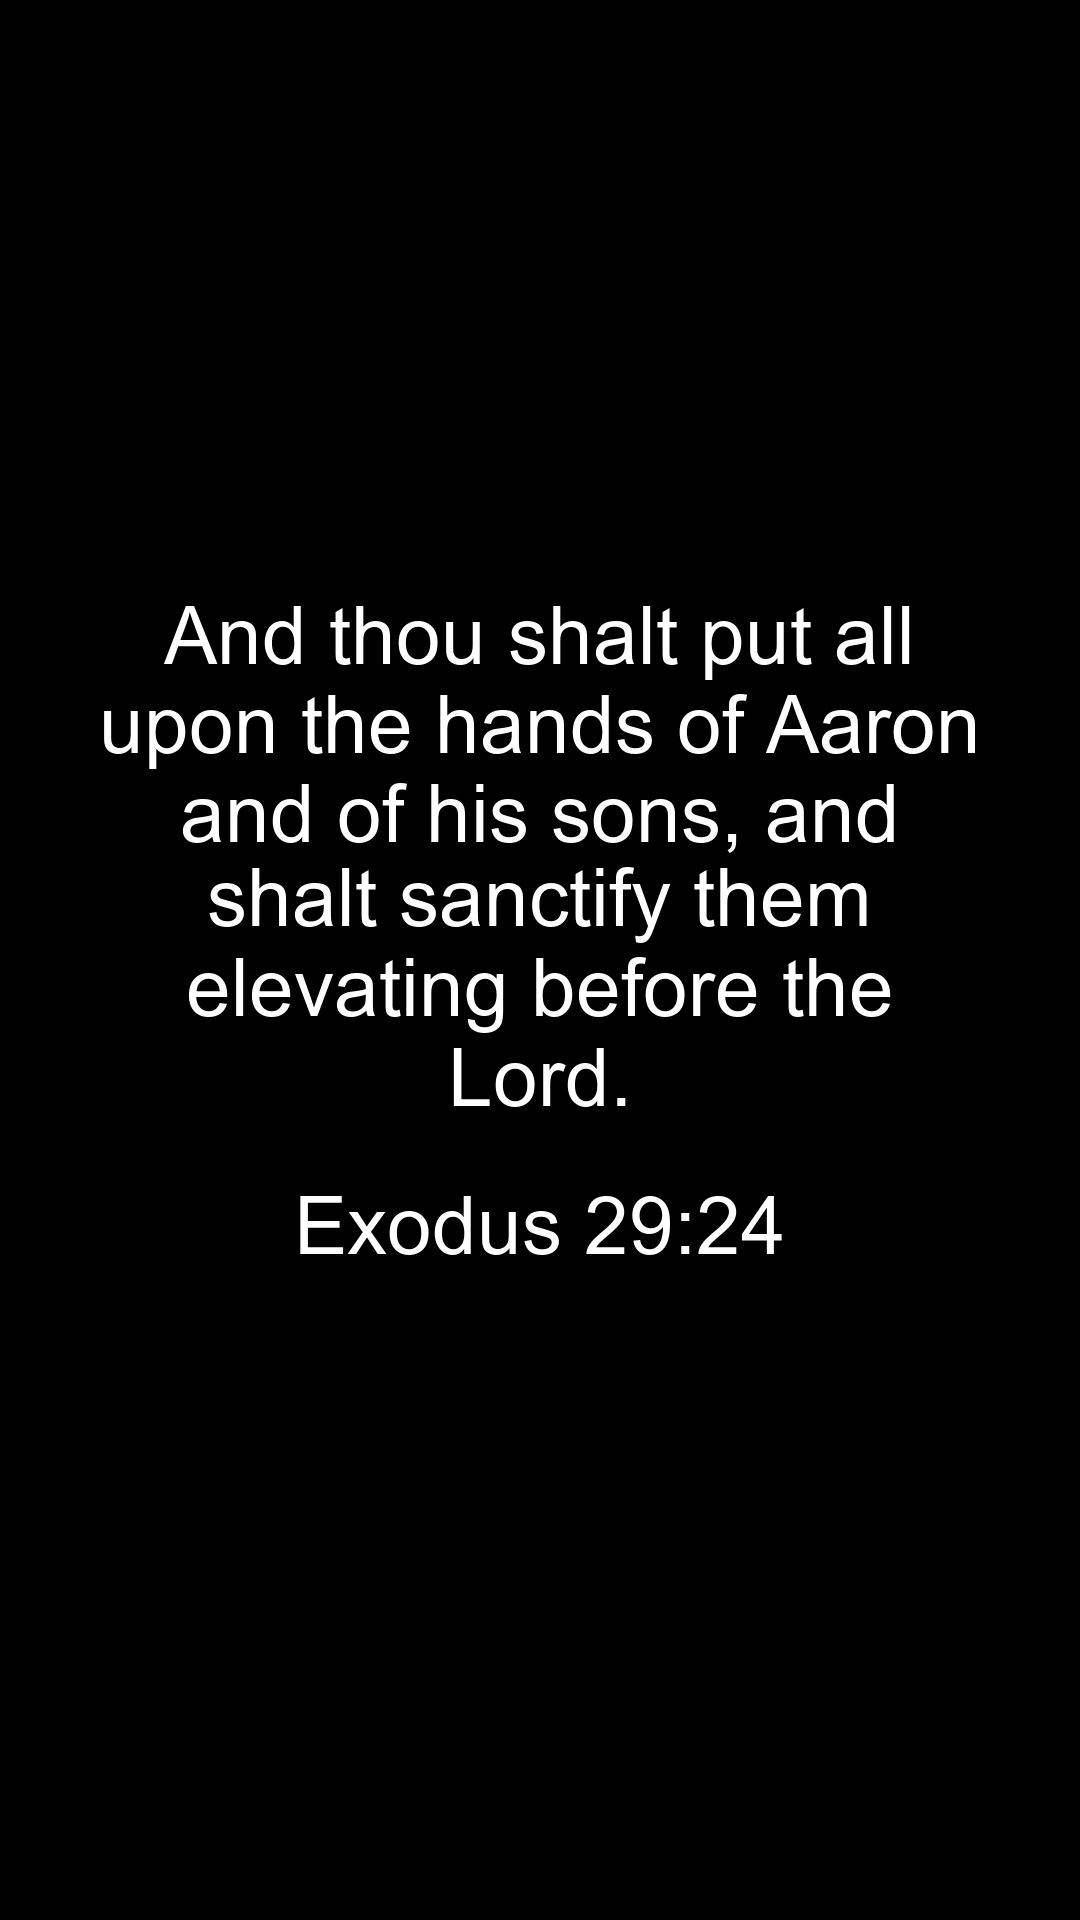 And thou shalt put all
upon the hands of Aaron
and of his sons, and
shalt sanctify them
elevating before the
Lord.
Exodus 29:24